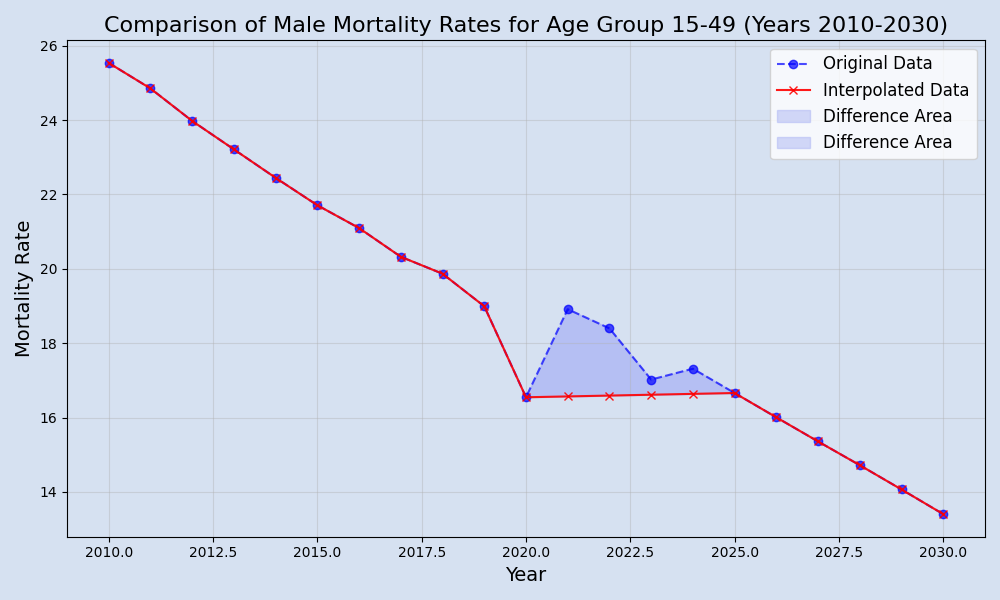 Comparison of Male Mortality Rates for Age Group 15-49 (Years 2010-2030)
Original Data
Interpolated Data
Difference Area
Difference Area
Mortality Rate
26
24
22
20
18
16
14
2010.0 2012.5 2015.0 2017.5 2020.0 2022.5 2025.0 2027.5 2030.0
Year